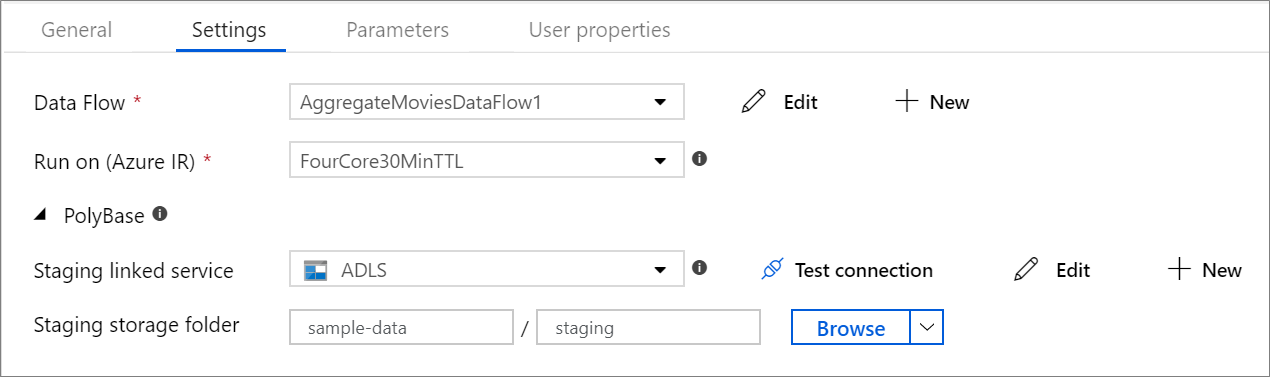 General Settings Parameters User properties
Data Flow * AggregateMoviesDataFlow1 Edit New
Run on (Azure IR) * FourCore30MinTTL
PolyBase
Staging linked service ADLS Test connection Edit New
Staging storage folder sample-data / staging Browse